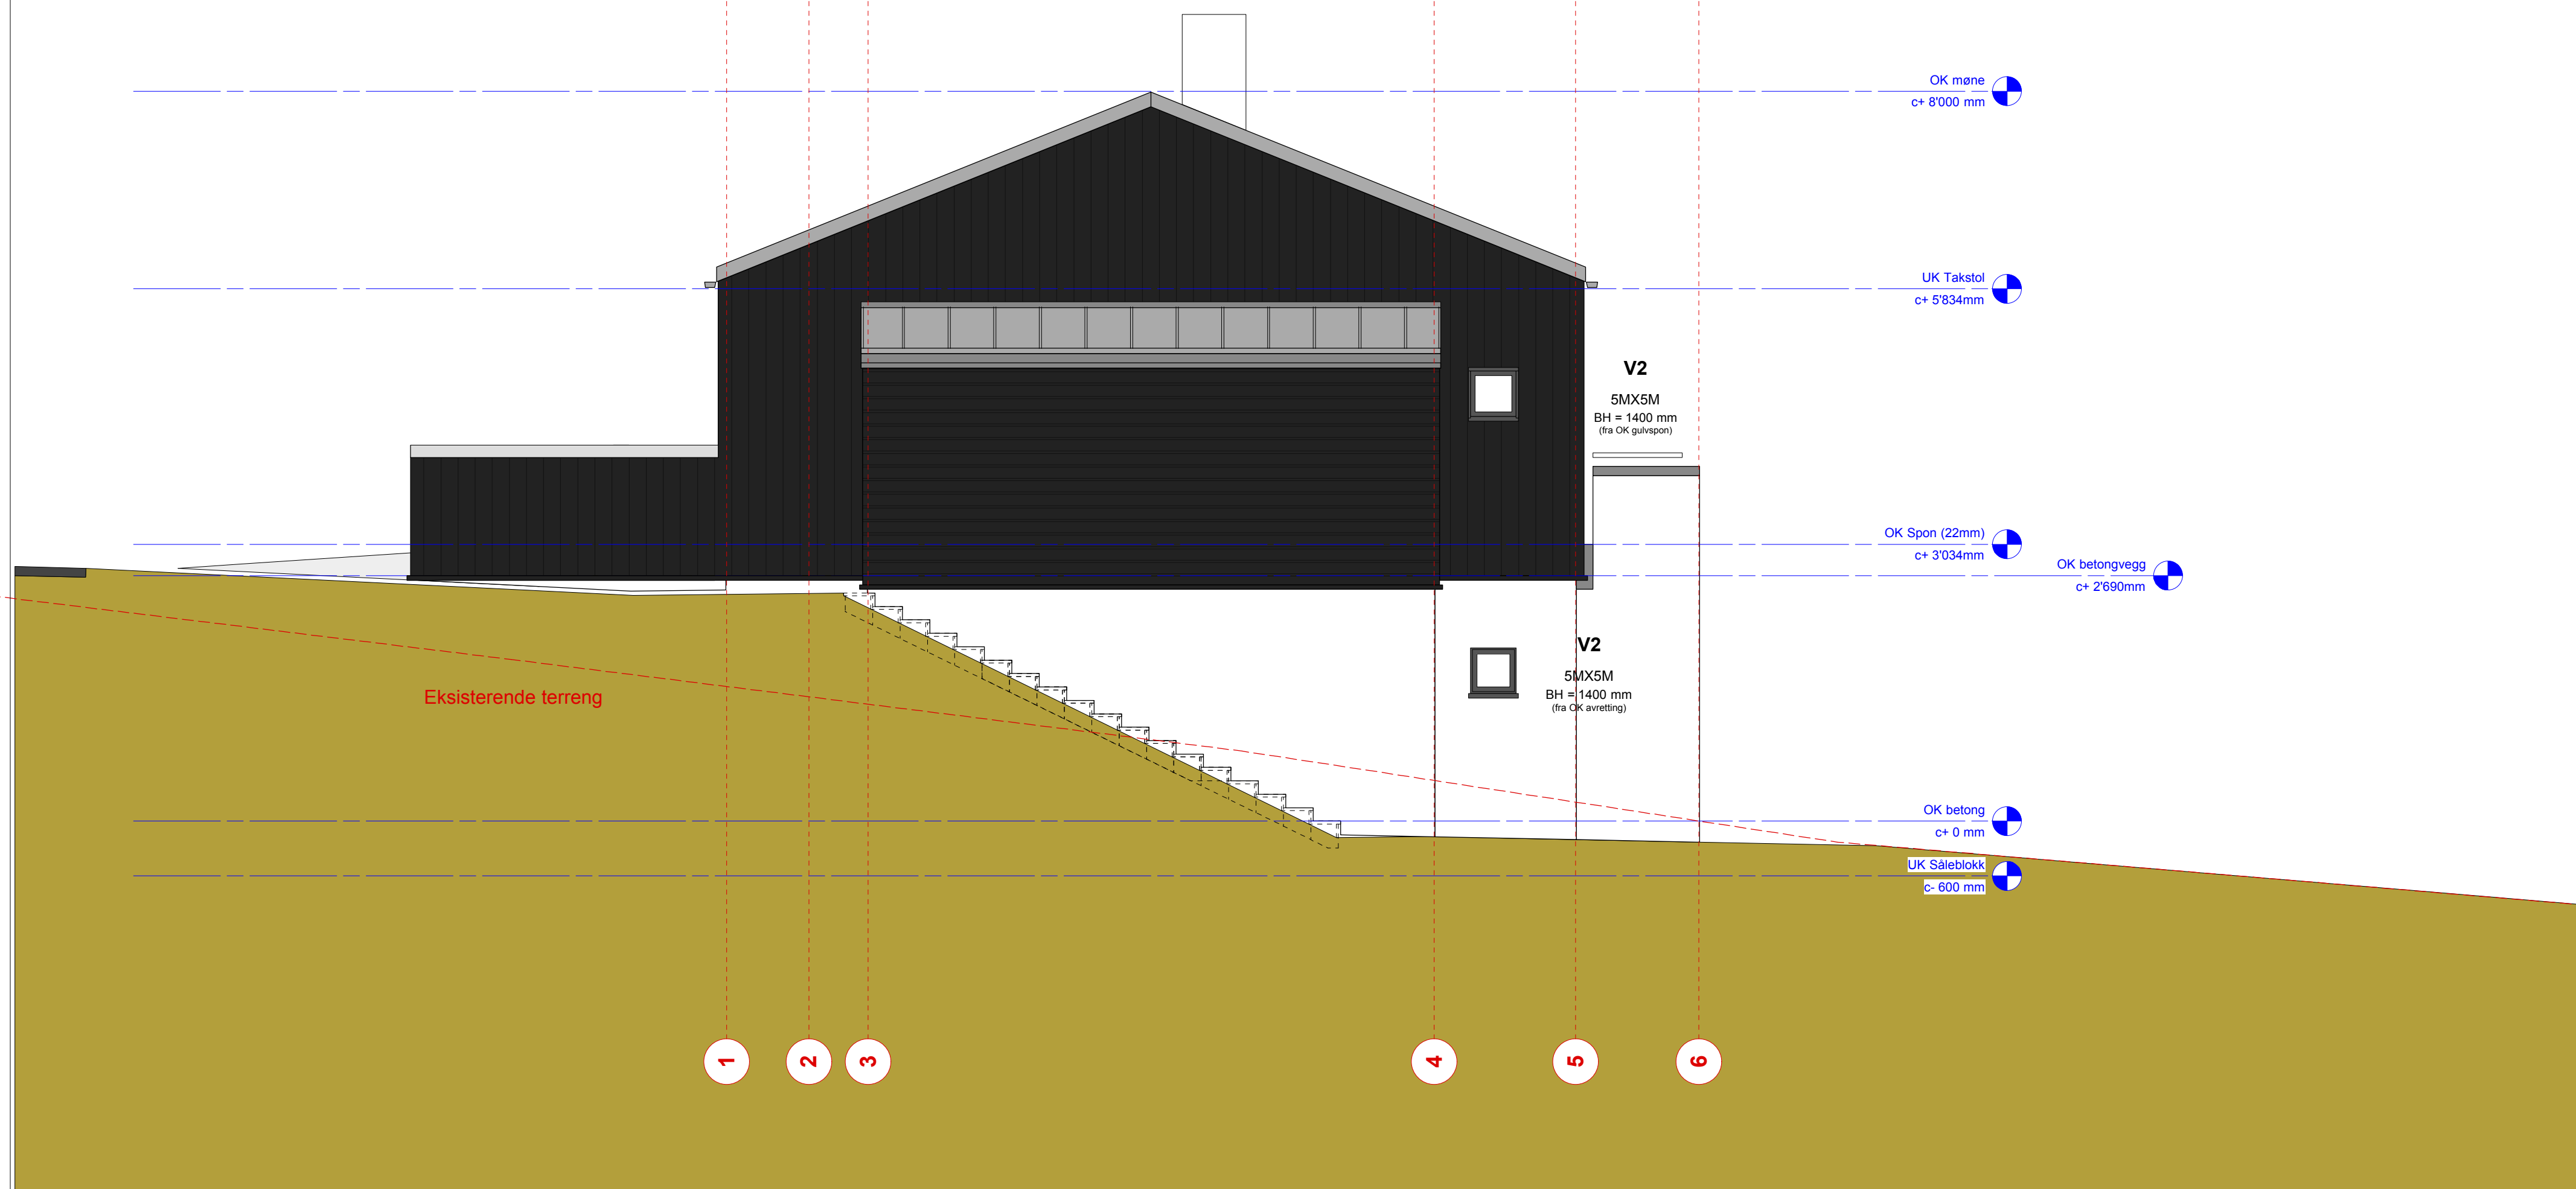 OK møne
c+ 8'000 mm
UK Takstol
c+ 5'834mm
V2
5MX5M
BH = 1400 mm
(fra OK gulvspon)
OK Spon (22mm)
c+ 3'034mm
OK betongvegg
c+ 2'690mm
V2
5MX5M
BH = 1400 mm
(fra OK avretting)
Eksisterende terreng
OK betong
c+ 0 mm
UK Såleblokk
c- 600 mm
1
2
3
4
5
6